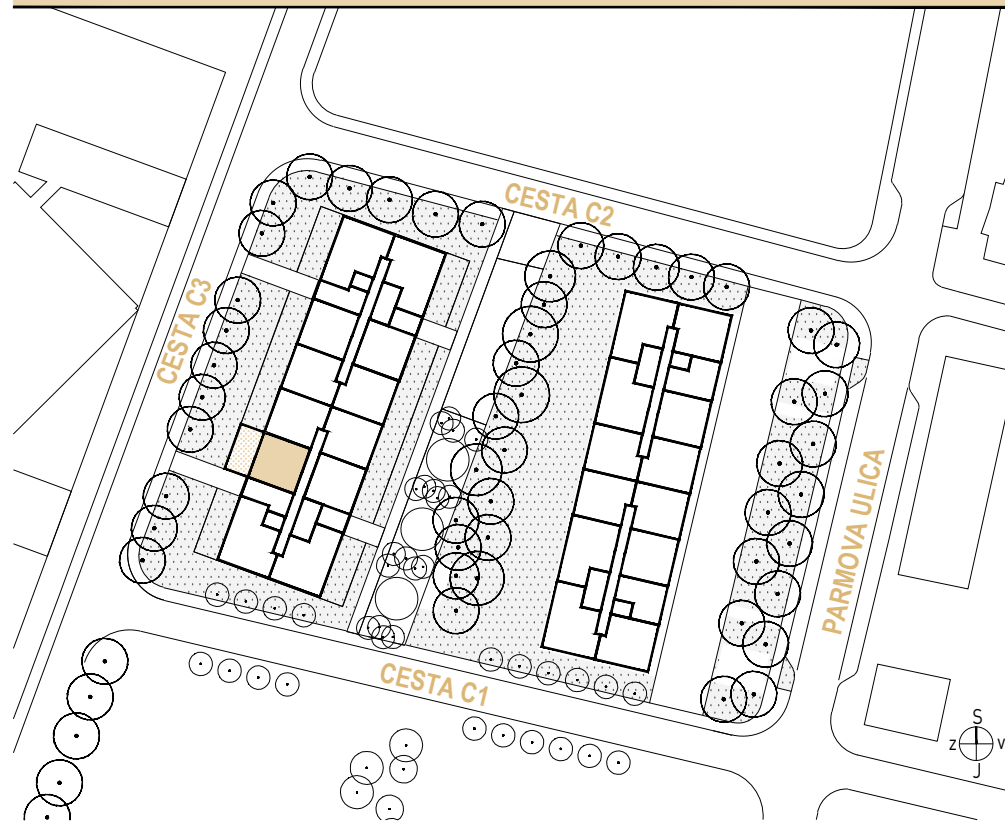 CESTA C2
CESTA C3
PARMOVA ULICA
CESTA C1
S
Z V
J